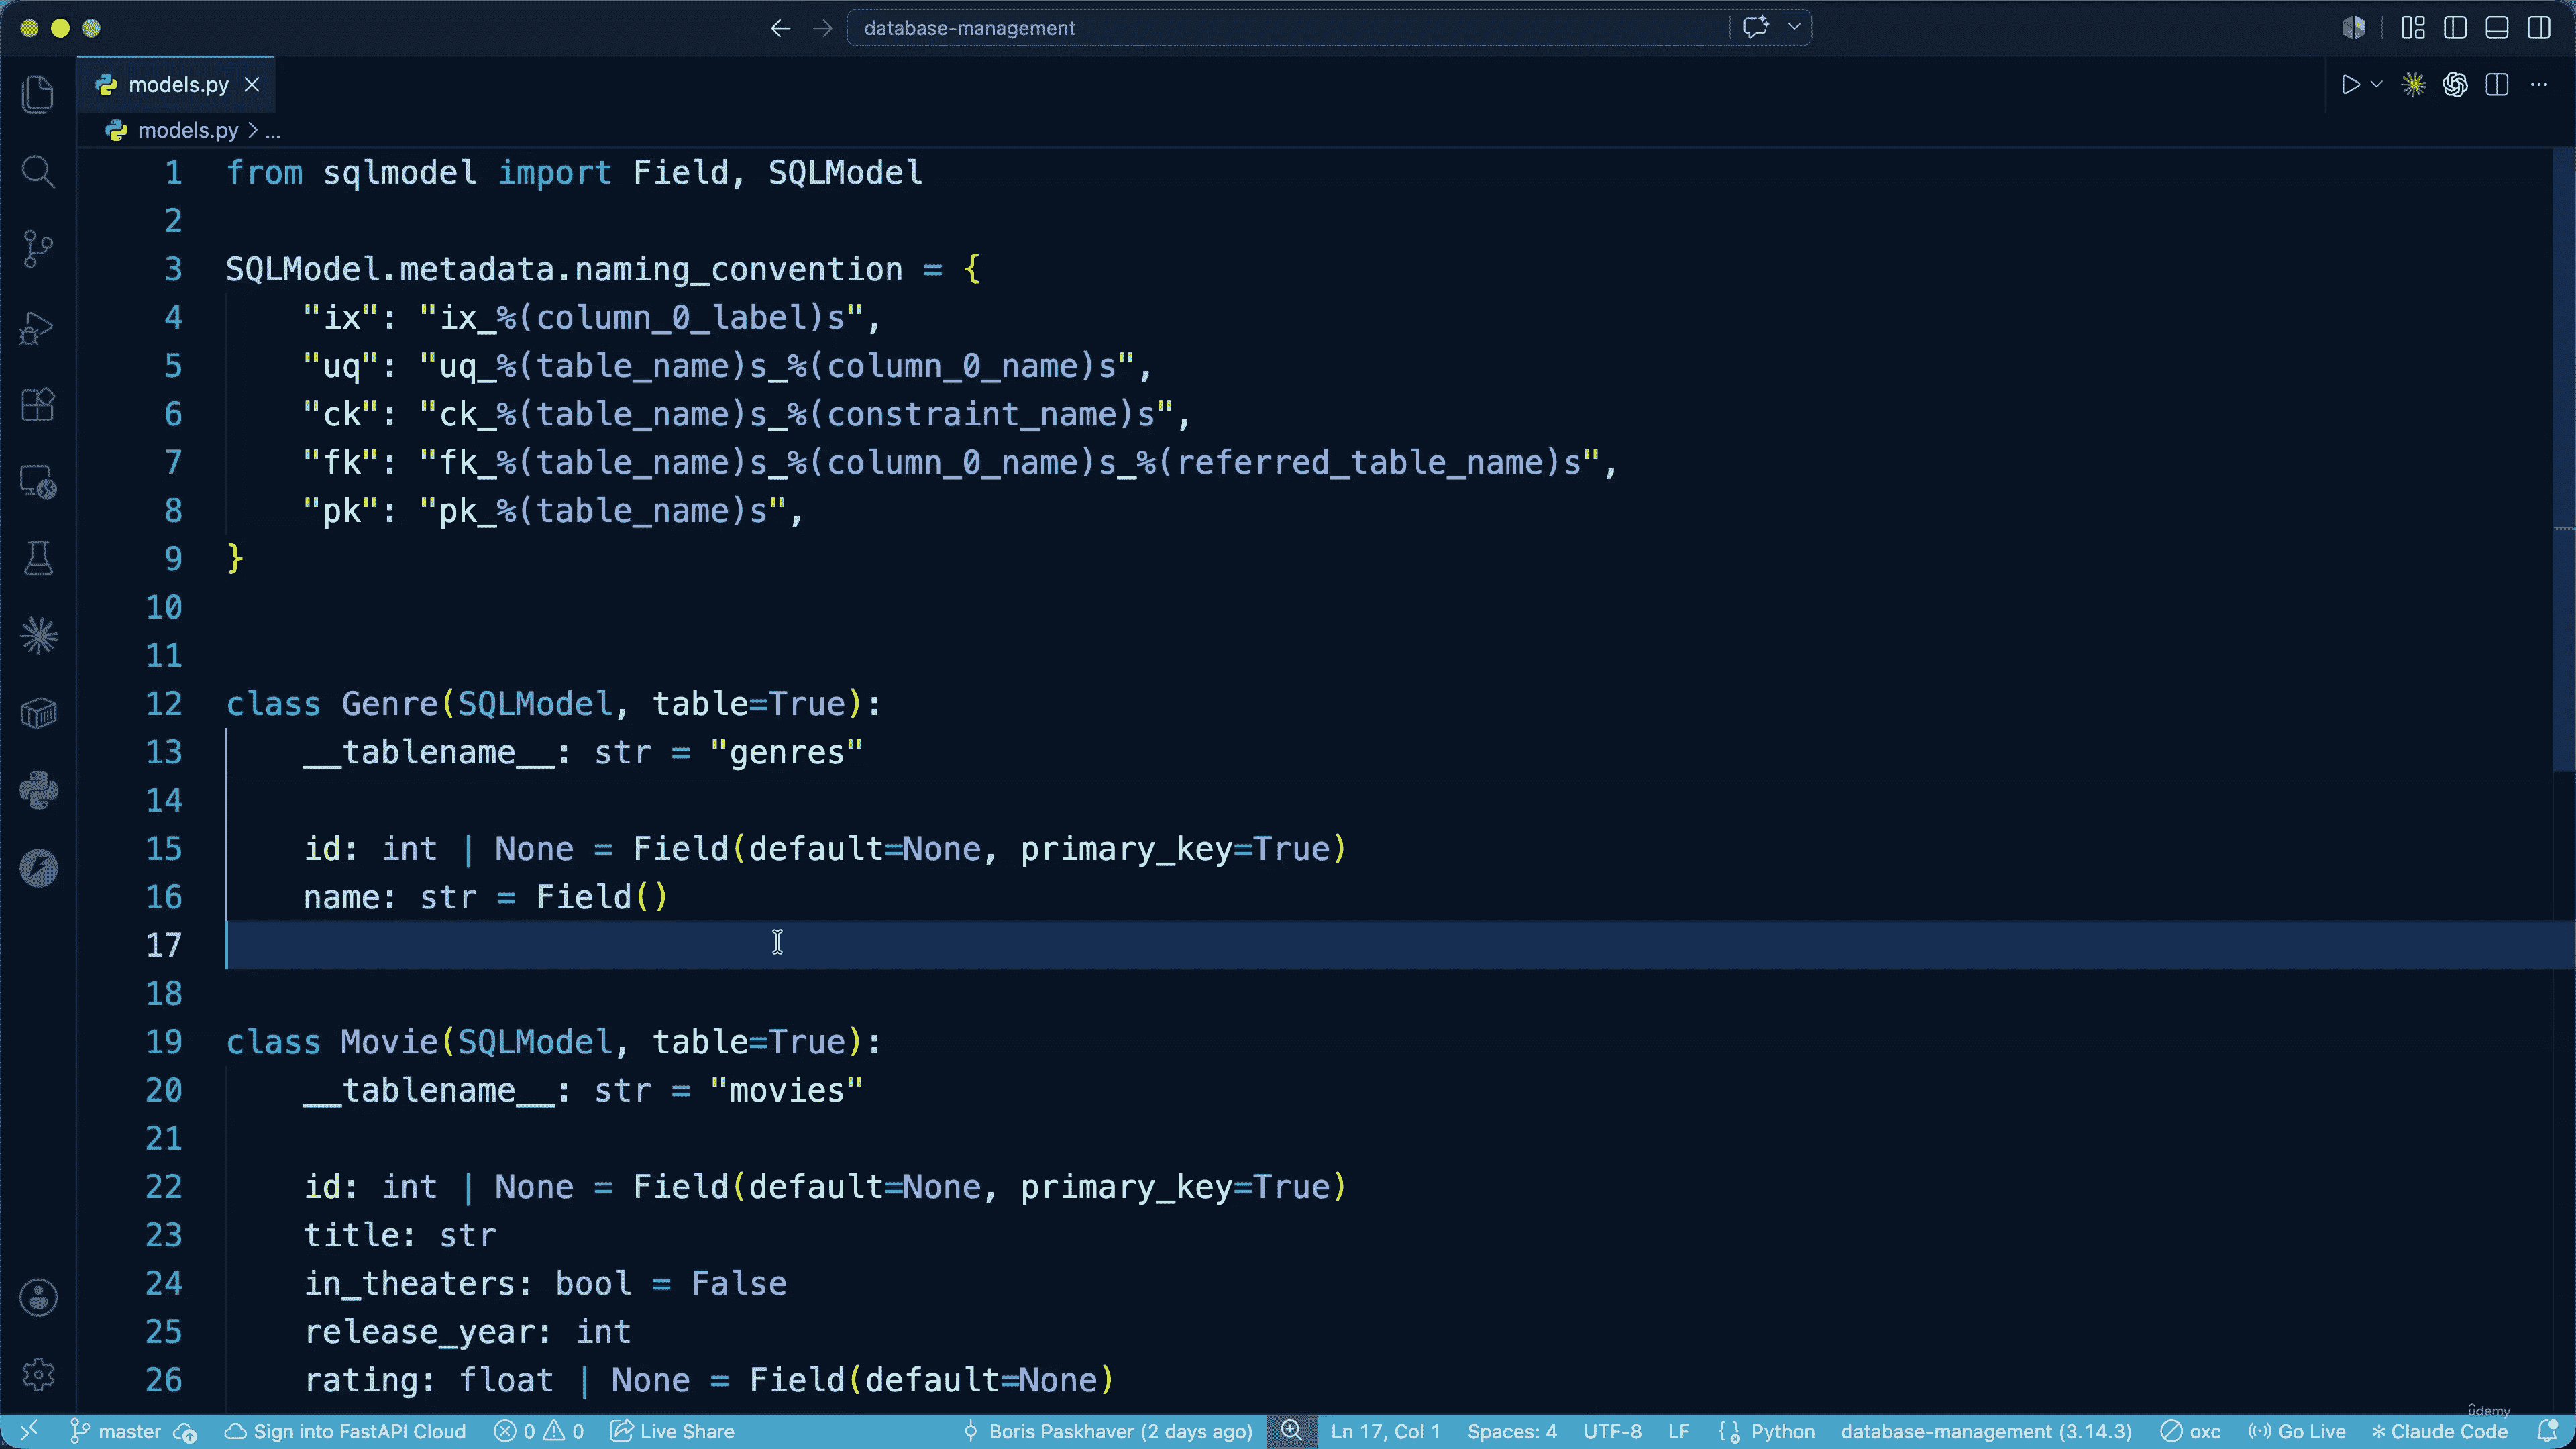 database-management
models.py
models.py > ...
1 from sqlmodel import Field, SQLModel
2
3 SQLModel.metadata.naming_convention = {
4     "ix": "ix_%(column_0_label)s",
5     "uq": "uq_%(table_name)s_%(column_0_name)s",
6     "ck": "ck_%(table_name)s_%(constraint_name)s",
7     "fk": "fk_%(table_name)s_%(column_0_name)s_%(referred_table_name)s",
8     "pk": "pk_%(table_name)s",
9 }
10
11
12 class Genre(SQLModel, table=True):
13     __tablename__: str = "genres"
14
15     id: int | None = Field(default=None, primary_key=True)
16     name: str = Field()
17
18
19 class Movie(SQLModel, table=True):
20     __tablename__: str = "movies"
21
22     id: int | None = Field(default=None, primary_key=True)
23     title: str
24     in_theaters: bool = False
25     release_year: int
26     rating: float | None = Field(default=None)
udemy
master Sign into FastAPI Cloud 0 0 Live Share Boris Paskhaver (2 days ago) Ln 17, Col 1 Spaces: 4 UTF-8 LF Python database-management (3.14.3) oxc Go Live Claude Code